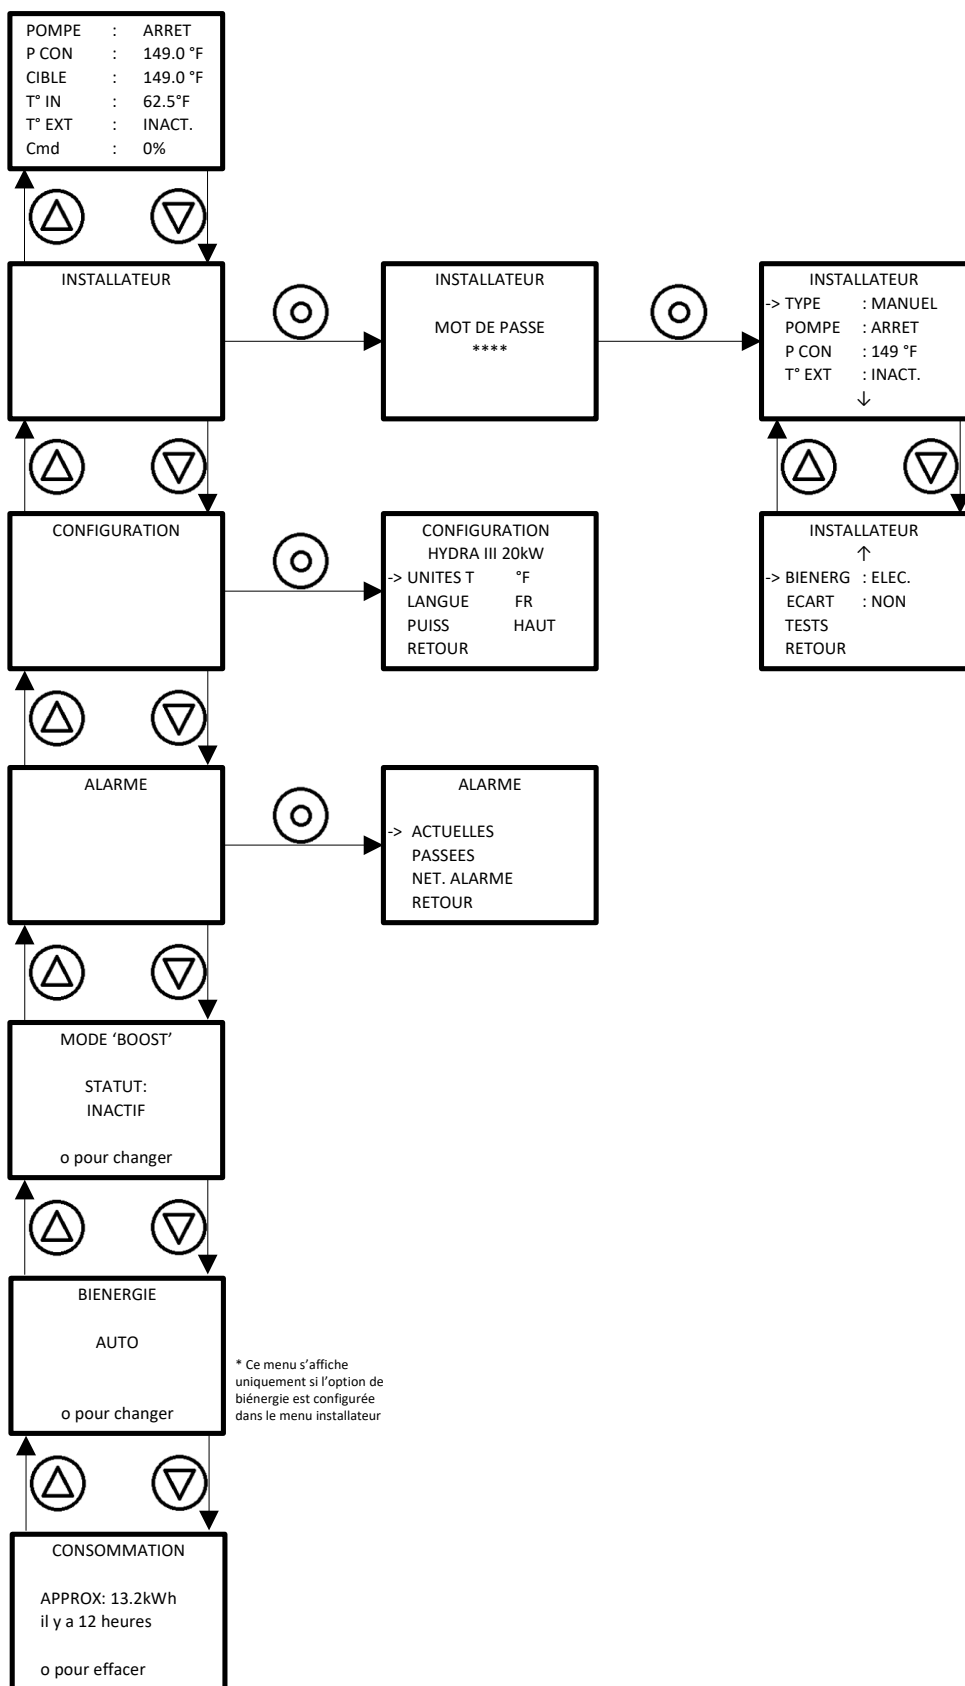 POMPE : ARRET
P CON : 149.0 °F
CIBLE : 149.0 °F
T° IN : 62.5°F
T° EXT : INACT.
Cmd : 0%
INSTALLATEUR
INSTALLATEUR
MOT DE PASSE
****
INSTALLATEUR
-> TYPE : MANUEL
POMPE : ARRET
P CON : 149 °F
T° EXT : INACT.
↓
CONFIGURATION
CONFIGURATION
HYDRA III 20kW
-> UNITES T °F
LANGUE FR
PUISS HAUT
RETOUR
INSTALLATEUR
↑
-> BIENERG : ELEC.
ECART : NON
TESTS
RETOUR
ALARME
ALARME
-> ACTUELLES
PASSEES
NET. ALARME
RETOUR
MODE ‘BOOST’
STATUT:
INACTIF
o pour changer
BIENERGIE
AUTO
o pour changer
* Ce menu s’affiche
uniquement si l’option de
biénergie est configurée
dans le menu installateur
CONSOMMATION
APPROX: 13.2kWh
il y a 12 heures
o pour effacer